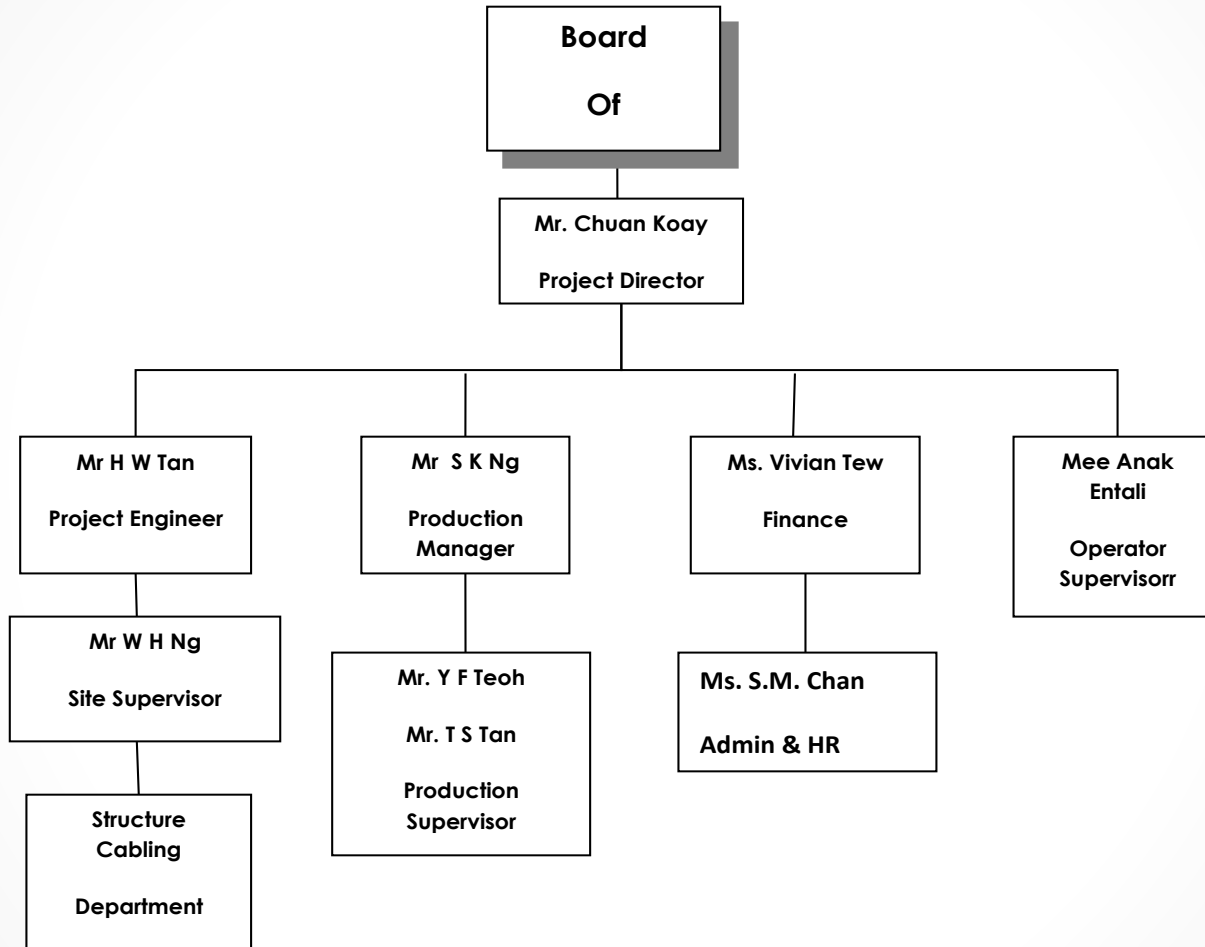 Board
Of
Mr. Chuan Koay
Project Director
Mr H W Tan
Project Engineer
Mr S K Ng
Production
Manager
Ms. Vivian Tew
Finance
Mee Anak
Entali
Operator
Supervisorr
Mr W H Ng
Site Supervisor
Mr. Y F Teoh
Mr. T S Tan
Production
Supervisor
Ms. S.M. Chan
Admin & HR
Structure
Cabling
Department